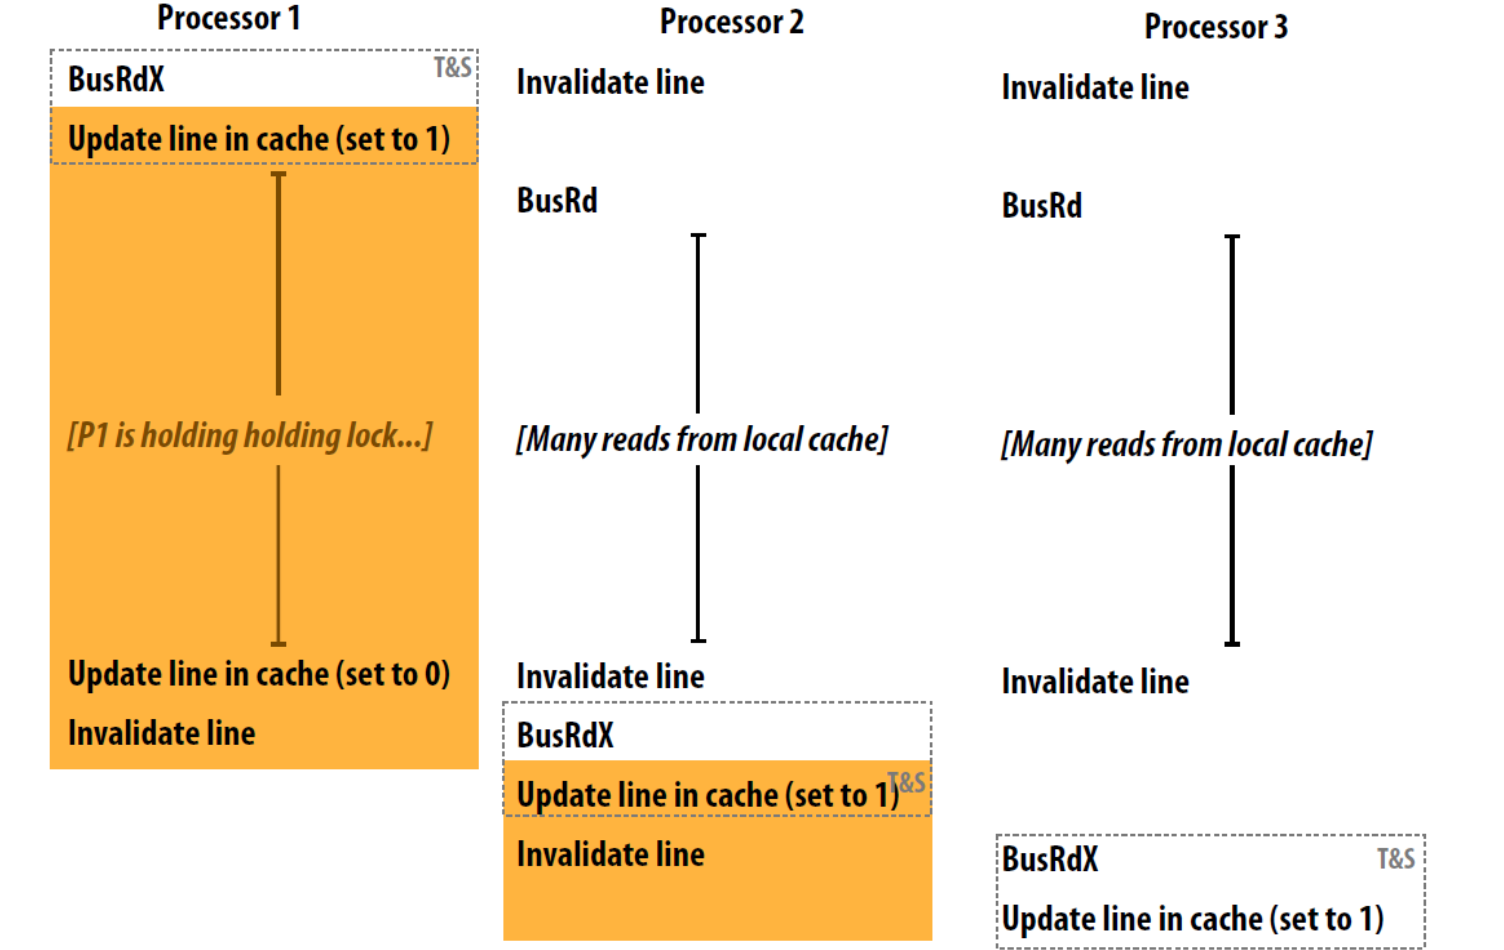 Processor 1
BusRdX
T&S
Update line in cache (set to 1)
[P1 is holding holding lock...]
Update line in cache (set to 0)
Invalidate line
Processor 2
Invalidate line
BusRd
[Many reads from local cache]
Invalidate line
BusRdX
Update line in cache (set to 1)
T&S
Invalidate line
Processor 3
Invalidate line
BusRd
[Many reads from local cache]
Invalidate line
BusRdX
T&S
Update line in cache (set to 1)